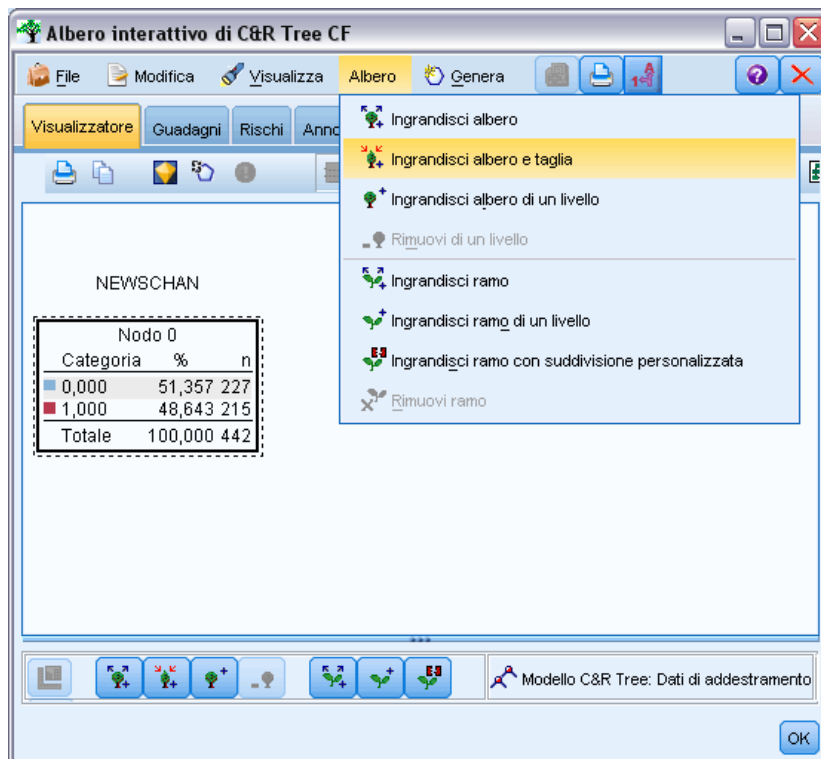 Albero interattivo di C&R Tree CF
File Modifica Visualizza Albero Genera
Visualizzatore Guadagni Rischi Anno
Ingrandisci albero
Ingrandisci albero e taglia
Ingrandisci albero di un livello
Rimuovi di un livello
Ingrandisci ramo
Ingrandisci ramo di un livello
Ingrandisci ramo con suddivisione personalizzata
Rimuovi ramo
NEWSCHAN
Nodo 0
Categoria % n
0,000 51,357 227
1,000 48,643 215
Totale 100,000 442
Modello C&R Tree: Dati di addestramento
OK